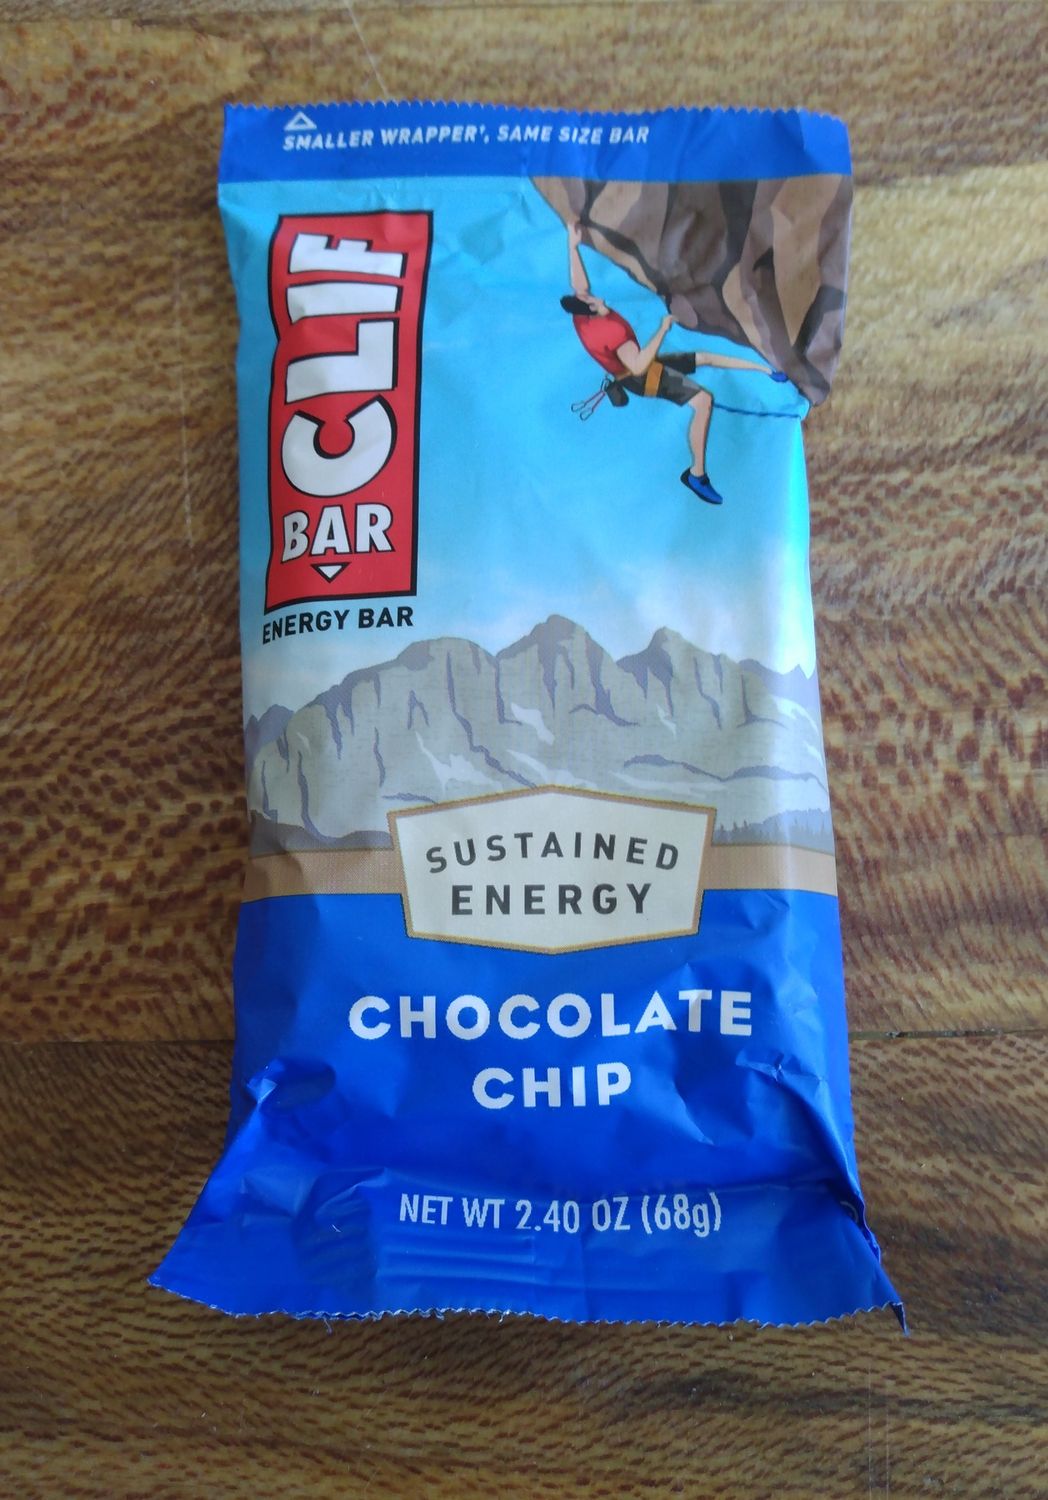 SMALLER WRAPPER†, SAME SIZE BAR
CLIF
BAR
ENERGY BAR
SUSTAINED
ENERGY
CHOCOLATE
CHIP
NET WT 2.40 OZ (68g)